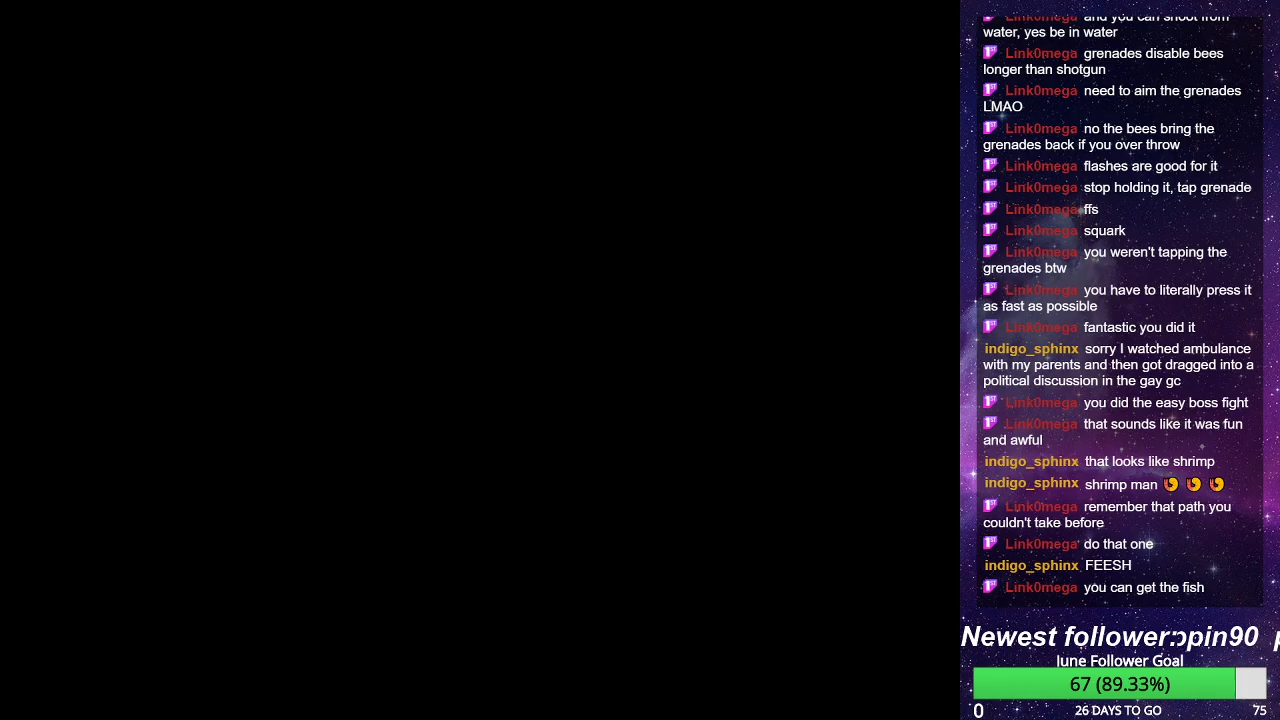 Link0mega and you can shoot from
water, yes be in water
Link0mega grenades disable bees
longer than shotgun
Link0mega need to aim the grenades
LMAO
Link0mega no the bees bring the
grenades back if you over throw
Link0mega flashes are good for it
Link0mega stop holding it, tap grenade
Link0mega ffs
Link0mega squark
Link0mega you weren't tapping the
grenades btw
Link0mega you have to literally press it
as fast as possible
Link0mega fantastic you did it
indigo_sphinx sorry I watched ambulance
with my parents and then got dragged into a
political discussion in the gay gc
Link0mega you did the easy boss fight
Link0mega that sounds like it was fun
and awful
indigo_sphinx that looks like shrimp
indigo_sphinx shrimp man
Link0mega remember that path you
couldn't take before
Link0mega do that one
indigo_sphinx FEESH
Link0mega you can get the fish
Newest follower: pin90
June Follower Goal
67 (89.33%)
0 26 DAYS TO GO 75